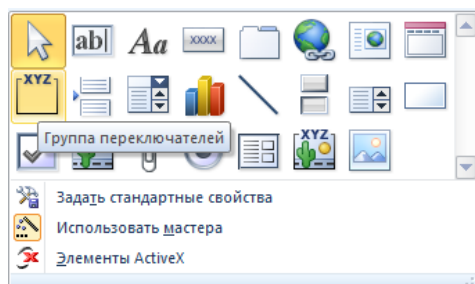 ab Aa XXXX
XYZ
Группа переключателей
XYZ
Задать стандартные свойства
Использовать мастера
Элементы ActiveX